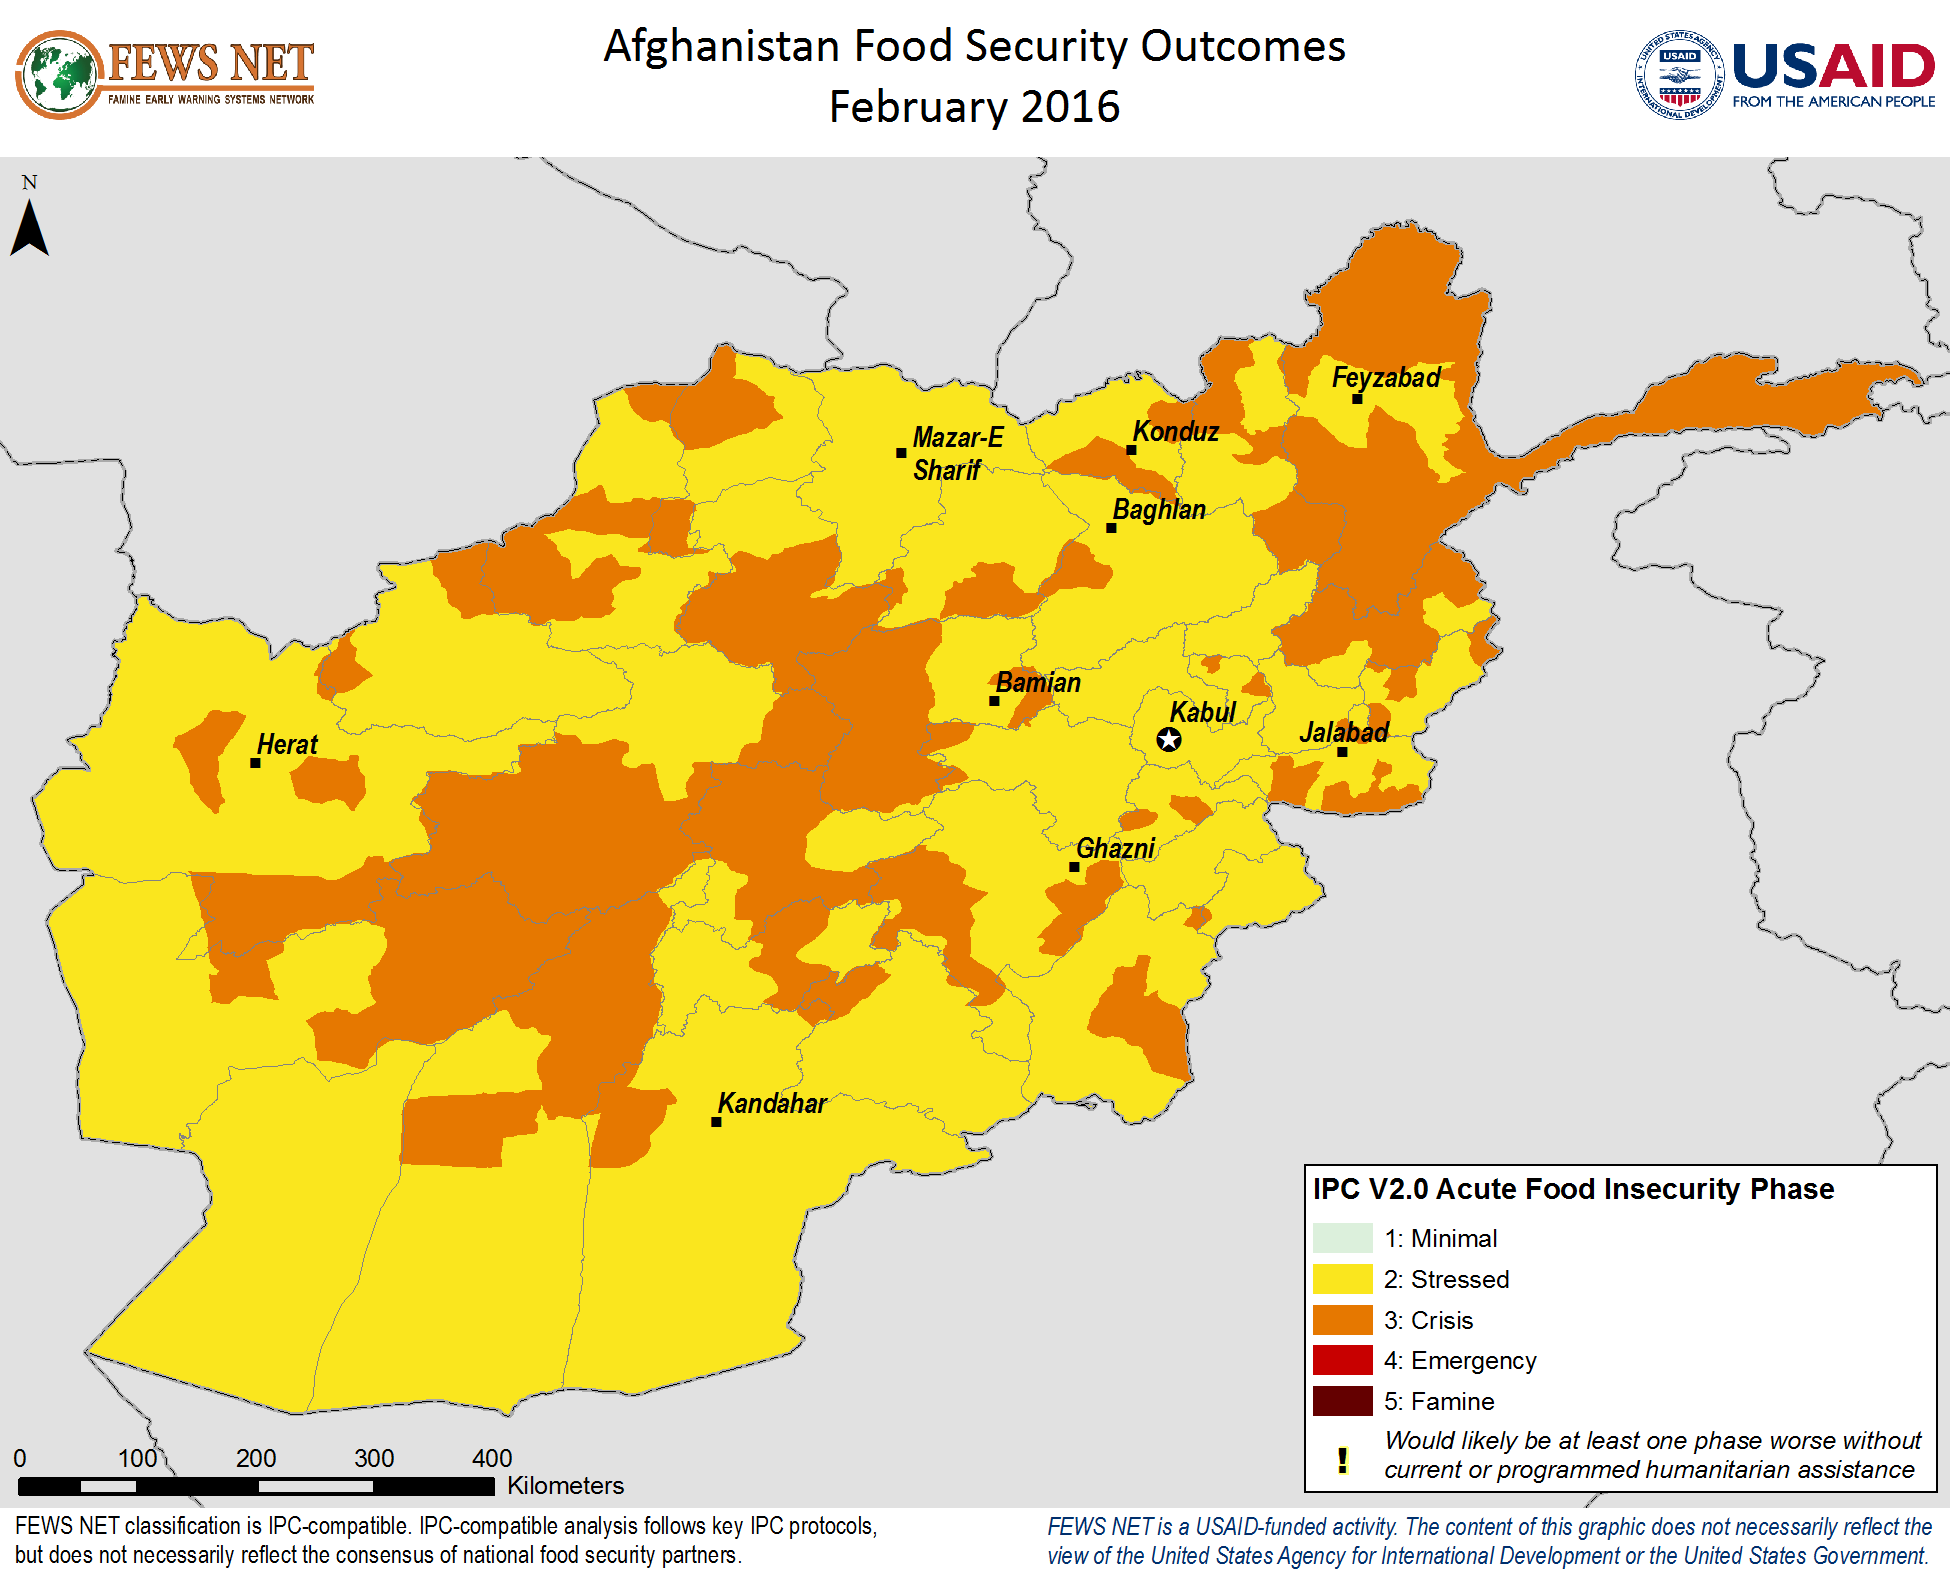 FEWS NET
FAMINE EARLY WARNING SYSTEMS NETWORK
Afghanistan Food Security Outcomes
February 2016
UNITED STATES AGENCY
USAID
INTERNATIONAL DEVELOPMENT
USAID
FROM THE AMERICAN PEOPLE
N
Feyzabad
Mazar-E
Sharif
Konduz
Baghlan
Bamian
Kabul
Herat
Jalabad
Ghazni
Kandahar
IPC V2.0 Acute Food Insecurity Phase
1: Minimal
2: Stressed
3: Crisis
4: Emergency
5: Famine
! Would likely be at least one phase worse without
current or programmed humanitarian assistance
0 100 200 300 400
Kilometers
FEWS NET classification is IPC-compatible. IPC-compatible analysis follows key IPC protocols,
but does not necessarily reflect the consensus of national food security partners.
FEWS NET is a USAID-funded activity. The content of this graphic does not necessarily reflect the
view of the United States Agency for International Development or the United States Government.